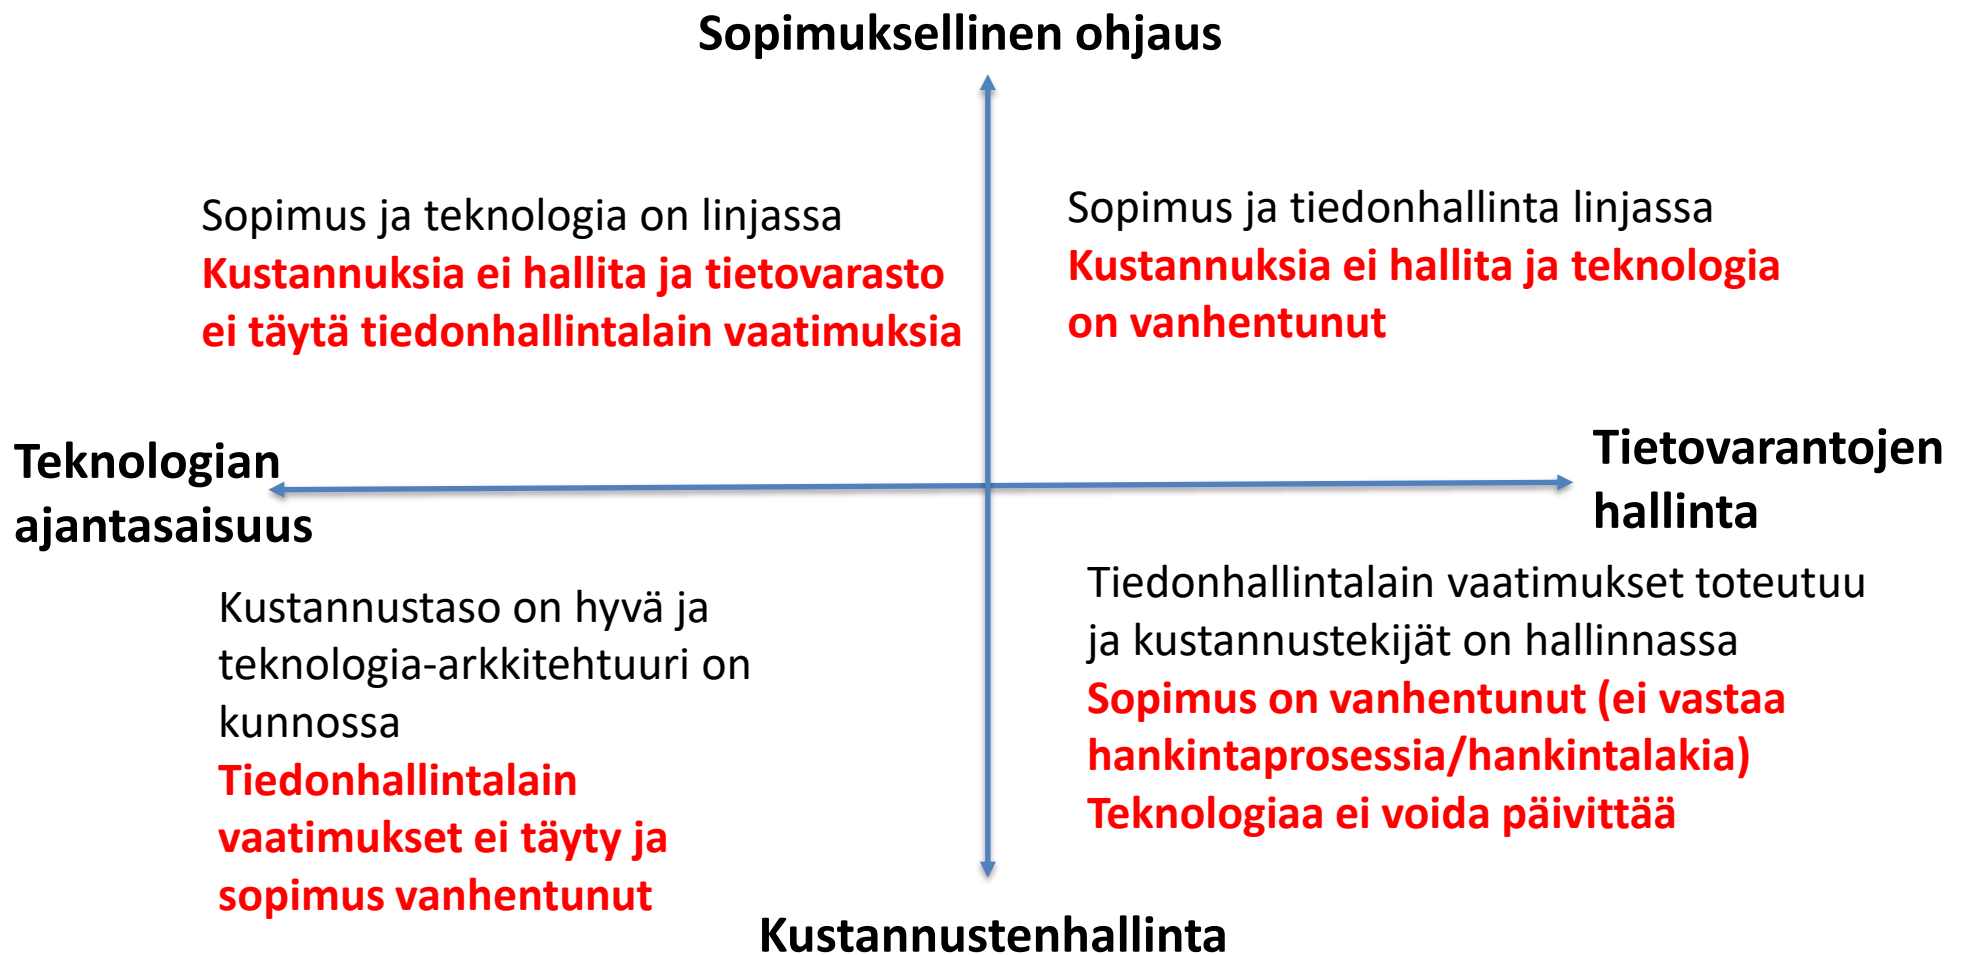 Sopimuksellinen ohjaus
Sopimus ja teknologia on linjassa
Kustannuksia ei hallita ja tietovarasto
ei täytä tiedonhallintalain vaatimuksia
Sopimus ja tiedonhallinta linjassa
Kustannuksia ei hallita ja teknologia
on vanhentunut
Teknologian
ajantasaisuus
Tietovarantojen
hallinta
Kustannustaso on hyvä ja
teknologia-arkkitehtuuri on
kunnossa
Tiedonhallintalain
vaatimukset ei täyty ja
sopimus vanhentunut
Tiedonhallintalain vaatimukset toteutuu
ja kustannustekijät on hallinnassa
Sopimus on vanhentunut (ei vastaa
hankintaprosessia/hankintalakia)
Teknologiaa ei voida päivittää
Kustannustenhallinta